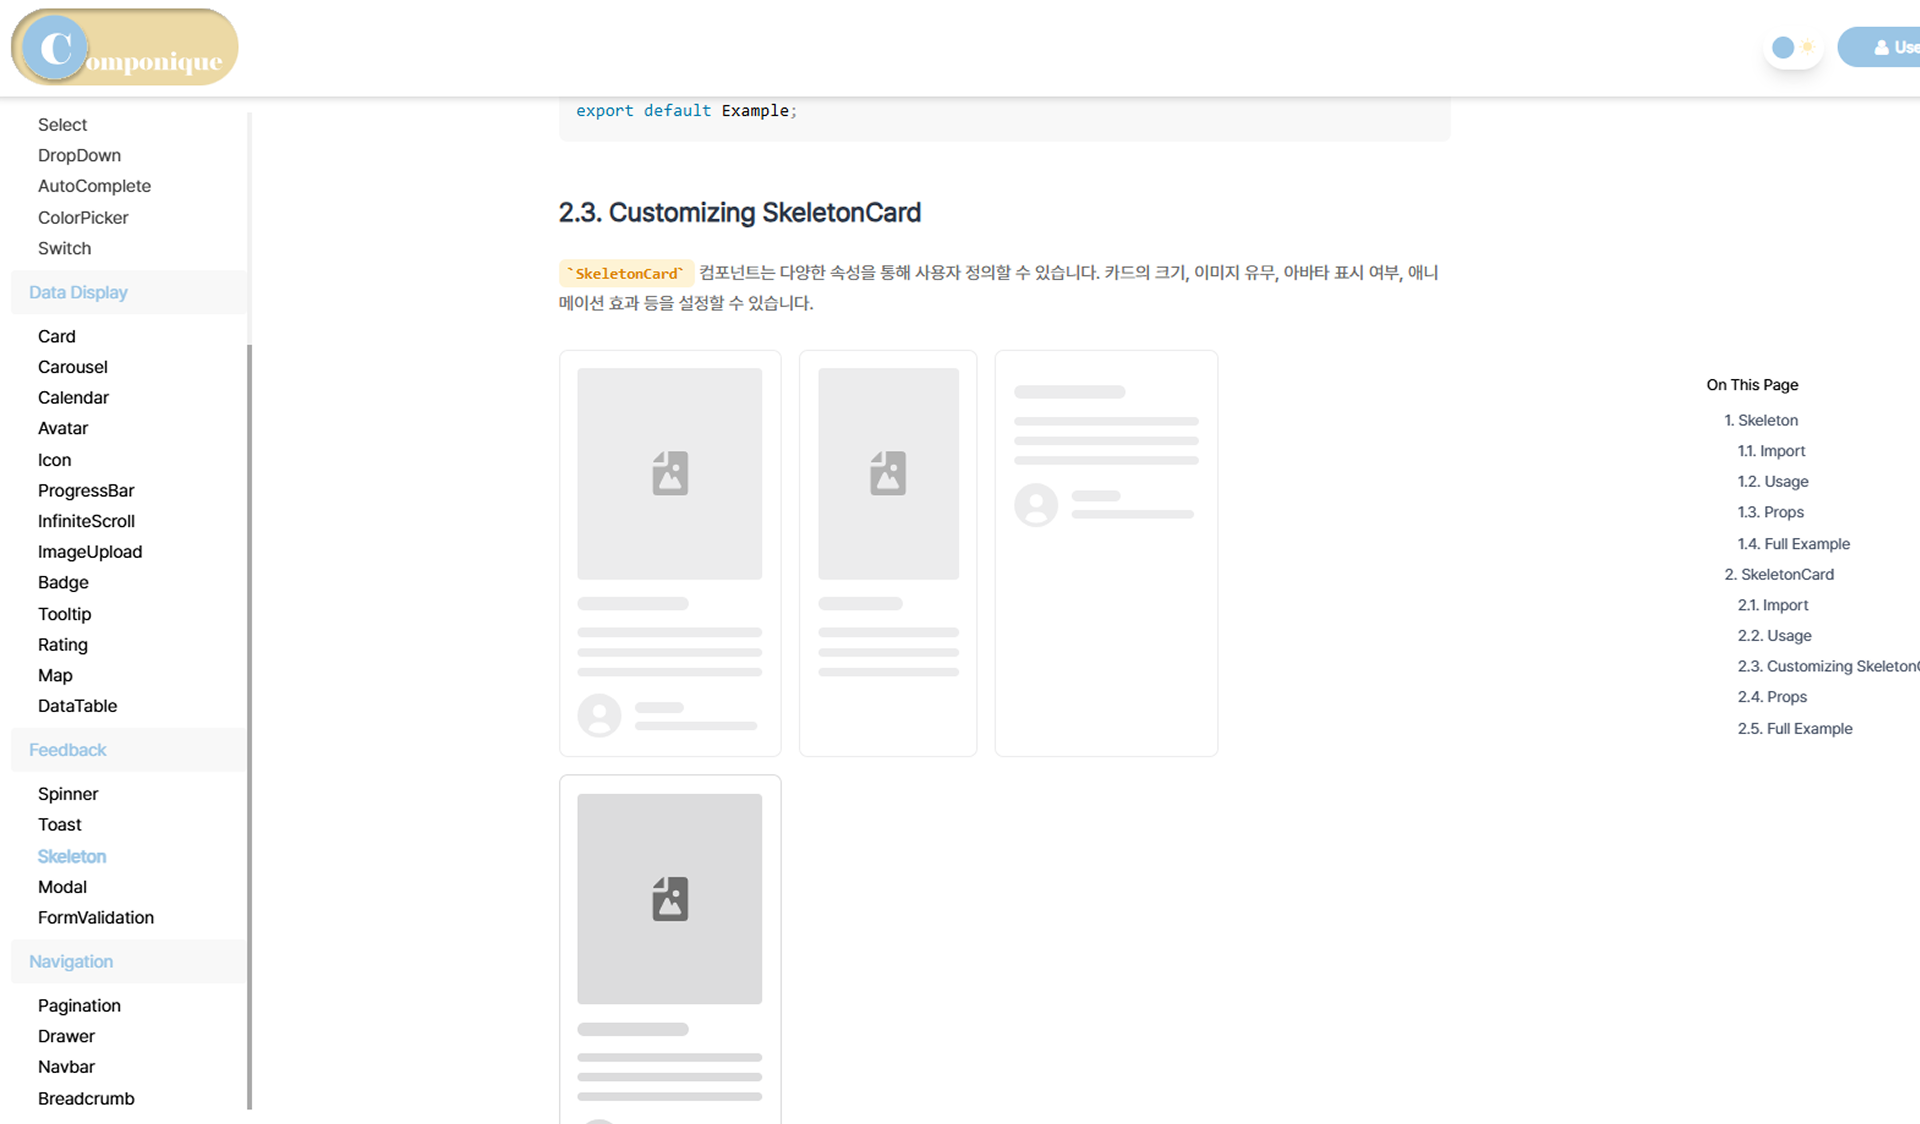 Componique
Use
Select
DropDown
AutoComplete
ColorPicker
Switch
Data Display
Card
Carousel
Calendar
Avatar
Icon
ProgressBar
InfiniteScroll
ImageUpload
Badge
Tooltip
Rating
Map
DataTable
Feedback
Spinner
Toast
Skeleton
Modal
FormValidation
Navigation
Pagination
Drawer
Navbar
Breadcrumb
export default Example;
2.3. Customizing SkeletonCard
`SkeletonCard` 컴포넌트는 다양한 속성을 통해 사용자 정의할 수 있습니다. 카드의 크기, 이미지 유무, 아바타 표시 여부, 애니
메이션 효과 등을 설정할 수 있습니다.
On This Page
1. Skeleton
1.1. Import
1.2. Usage
1.3. Props
1.4. Full Example
2. SkeletonCard
2.1. Import
2.2. Usage
2.3. Customizing Skeleton
2.4. Props
2.5. Full Example